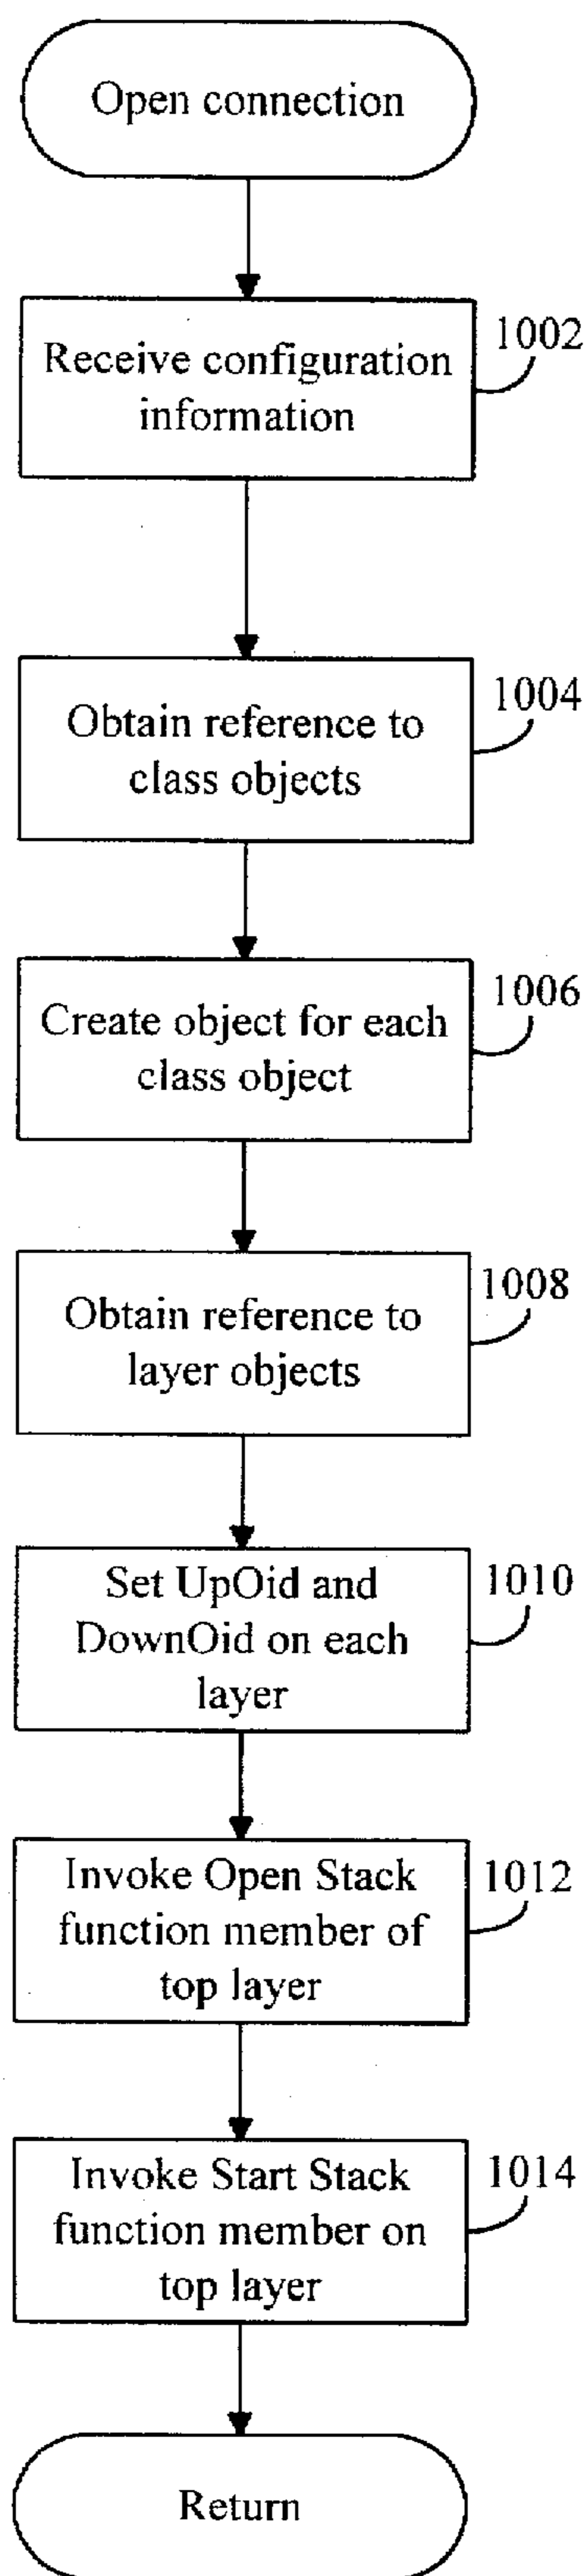 Open connection
Receive configuration
information
1002
Obtain reference to
class objects
1004
Create object for each
class object
1006
Obtain reference to
layer objects
1008
Set UpOid and
DownOid on each
layer
1010
Invoke Open Stack
function member of
top layer
1012
Invoke Start Stack
function member on
top layer
1014
Return